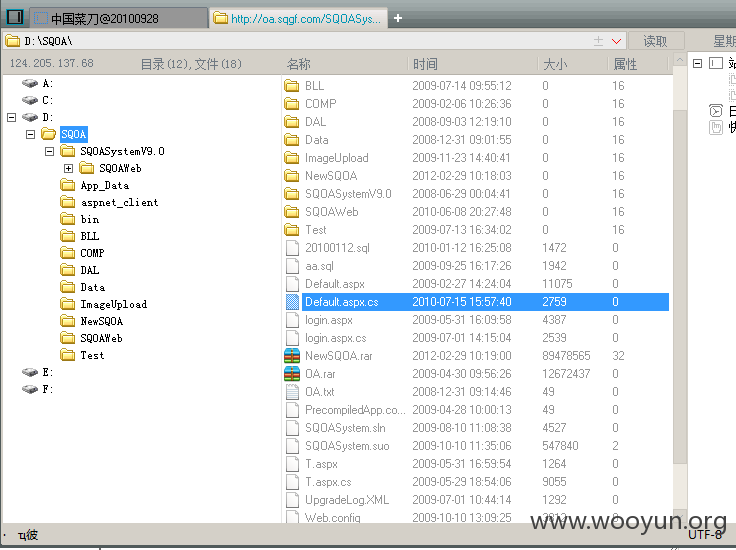 中国菜刀@20100928 http://oa.sqgf.com/SQOASys... +
D:\SQOA\ 读取 星期
124.205.137.68 目录(12),文件(18) 名称 时间 大小 属性
A:
C:
D:
SQOA
SQOASystemV9.0
SQOAWeb
App_Data
aspnet_client
bin
BLL
COMP
DAL
Data
ImageUpload
NewSQOA
SQOAWeb
Test
E:
F:
BLL 2009-07-14 09:55:12 0 16
COMP 2009-02-06 10:26:36 0 16
DAL 2008-09-03 12:19:10 0 16
Data 2008-12-31 09:01:55 0 16
ImageUpload 2009-11-23 14:40:41 0 16
NewSQOA 2012-02-29 10:18:03 0 16
SQOASystemV9.0 2008-06-29 00:04:41 0 16
SQOAWeb 2010-06-08 20:27:48 0 16
Test 2009-07-13 16:34:02 0 16
20100112.sql 2010-01-12 16:25:08 1472 0
aa.sql 2009-09-25 16:17:26 1942 0
Default.aspx 2009-02-27 14:24:04 11075 0
Default.aspx.cs 2010-07-15 15:57:40 2759 0
login.aspx 2009-05-31 16:09:58 4387 0
login.aspx.cs 2009-07-01 14:15:04 2539 0
NewSQOA.rar 2012-02-29 10:19:00 89478565 32
OA.rar 2009-04-30 09:56:26 12672437 0
OA.txt 2008-12-31 09:14:46 49 0
PrecompiledApp.co... 2009-04-28 10:00:13 49 0
SQOASystem.sln 2009-08-10 11:08:38 4527 0
SQOASystem.suo 2009-10-10 11:35:06 547840 2
T.aspx 2009-05-31 16:59:54 1264 0
T.aspx.cs 2009-05-29 18:54:06 9055 0
UpgradeLog.XML 2009-07-01 10:44:14 1292 0
Web.config 2009-10-10 13:09:25
www.wooyun.org
UTF-8